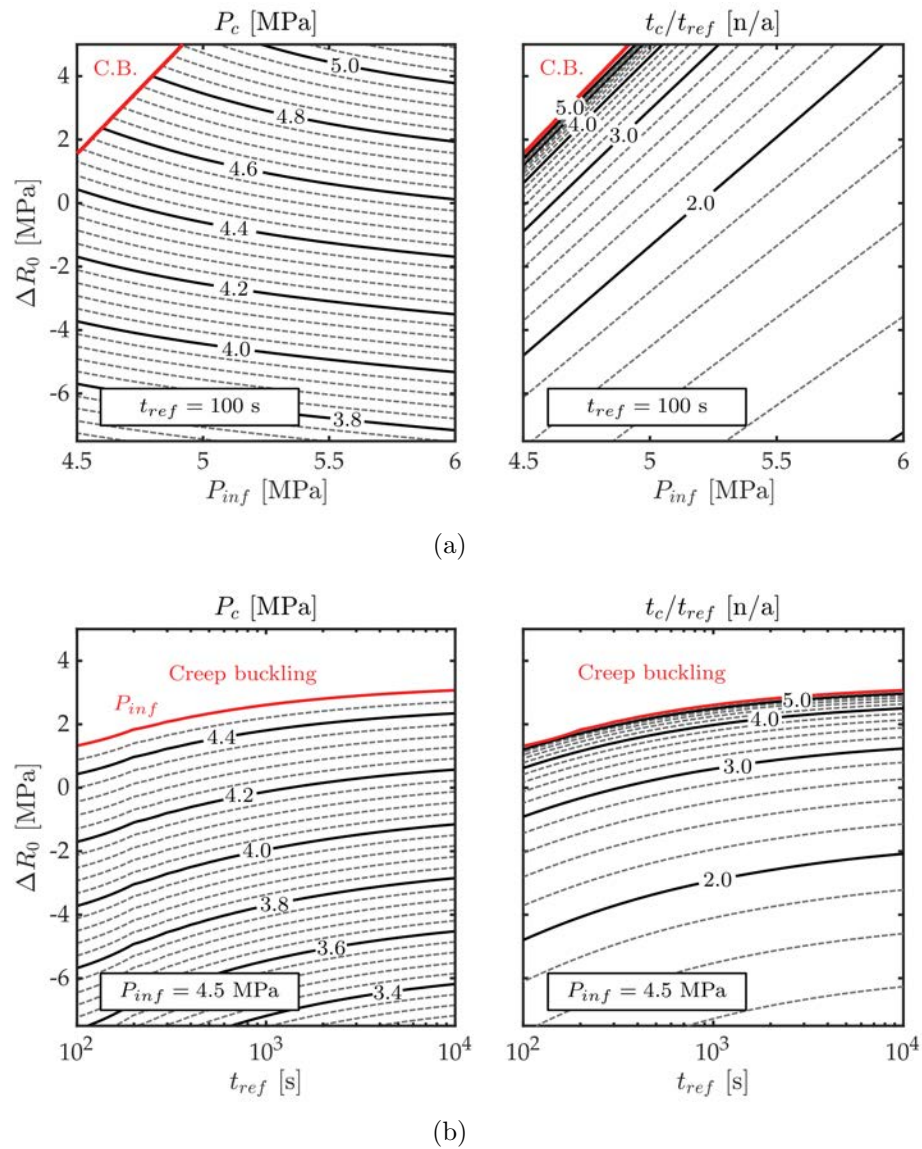 P_c [MPa]
t_c/t_ref [n/a]
C.B.
5.0
4.8
4.6
4.4
4.2
4.0
3.8
t_ref = 100 s
4
2
0
-2
-4
-6
ΔR_0 [MPa]
4.5 5 5.5 6
P_inf [MPa]
C.B.
5.0
4.0
3.0
2.0
t_ref = 100 s
4.5 5 5.5 6
P_inf [MPa]
(a)
P_c [MPa]
t_c/t_ref [n/a]
Creep buckling
P_inf
4.4
4.2
4.0
3.8
3.6
3.4
P_inf = 4.5 MPa
4
2
0
-2
-4
-6
ΔR_0 [MPa]
10^2 10^3 10^4
t_ref [s]
Creep buckling
5.0
4.0
3.0
2.0
P_inf = 4.5 MPa
10^2 10^3 10^4
t_ref [s]
(b)